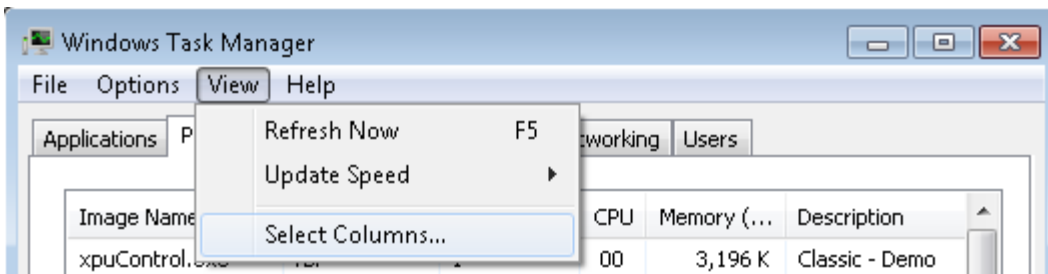 Windows Task Manager
File Options View Help
Applications P Networking Users
Refresh Now F5
Update Speed
Select Columns...
Image Name CPU Memory (... Description
xpuControl. 00 3,196 K Classic - Demo